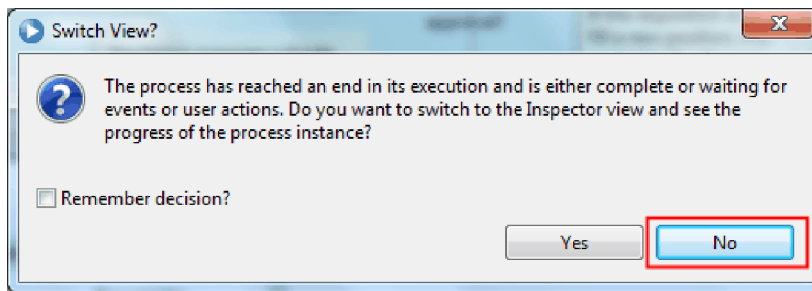 Switch View?
The process has reached an end in its execution and is either complete or waiting for
events or user actions. Do you want to switch to the Inspector view and see the
progress of the process instance?
Remember decision?
Yes
No